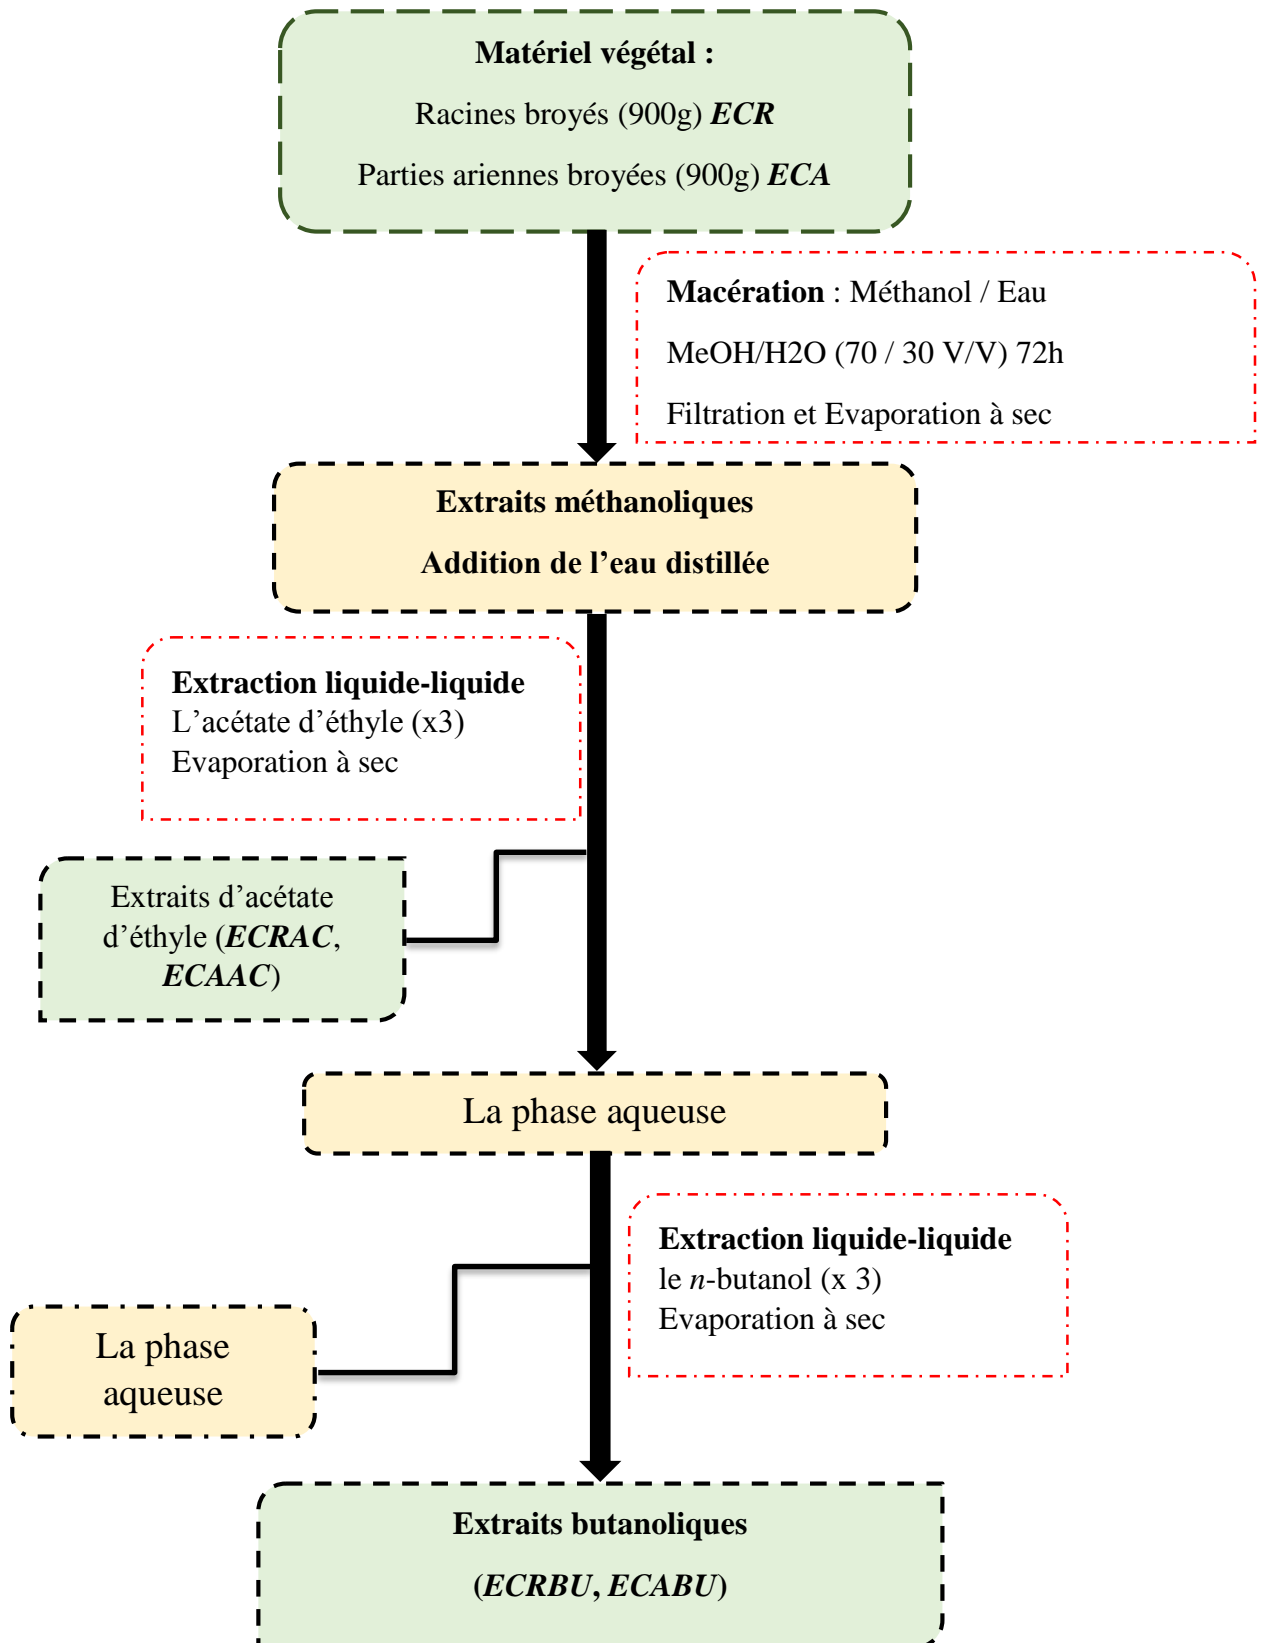 Matériel végétal :
Racines broyés (900g) ECR
Parties ariennes broyées (900g) ECA
Macération : Méthanol / Eau
MeOH/H2O (70 / 30 V/V) 72h
Filtration et Evaporation à sec
Extraits méthanoliques
Addition de l’eau distillée
Extraction liquide-liquide
L’acétate d’éthyle (x3)
Evaporation à sec
Extraits d’acétate
d’éthyle (ECRAC,
ECAAC)
La phase aqueuse
Extraction liquide-liquide
le n-butanol (x 3)
Evaporation à sec
La phase
aqueuse
Extraits butanoliques
(ECRBU, ECABU)